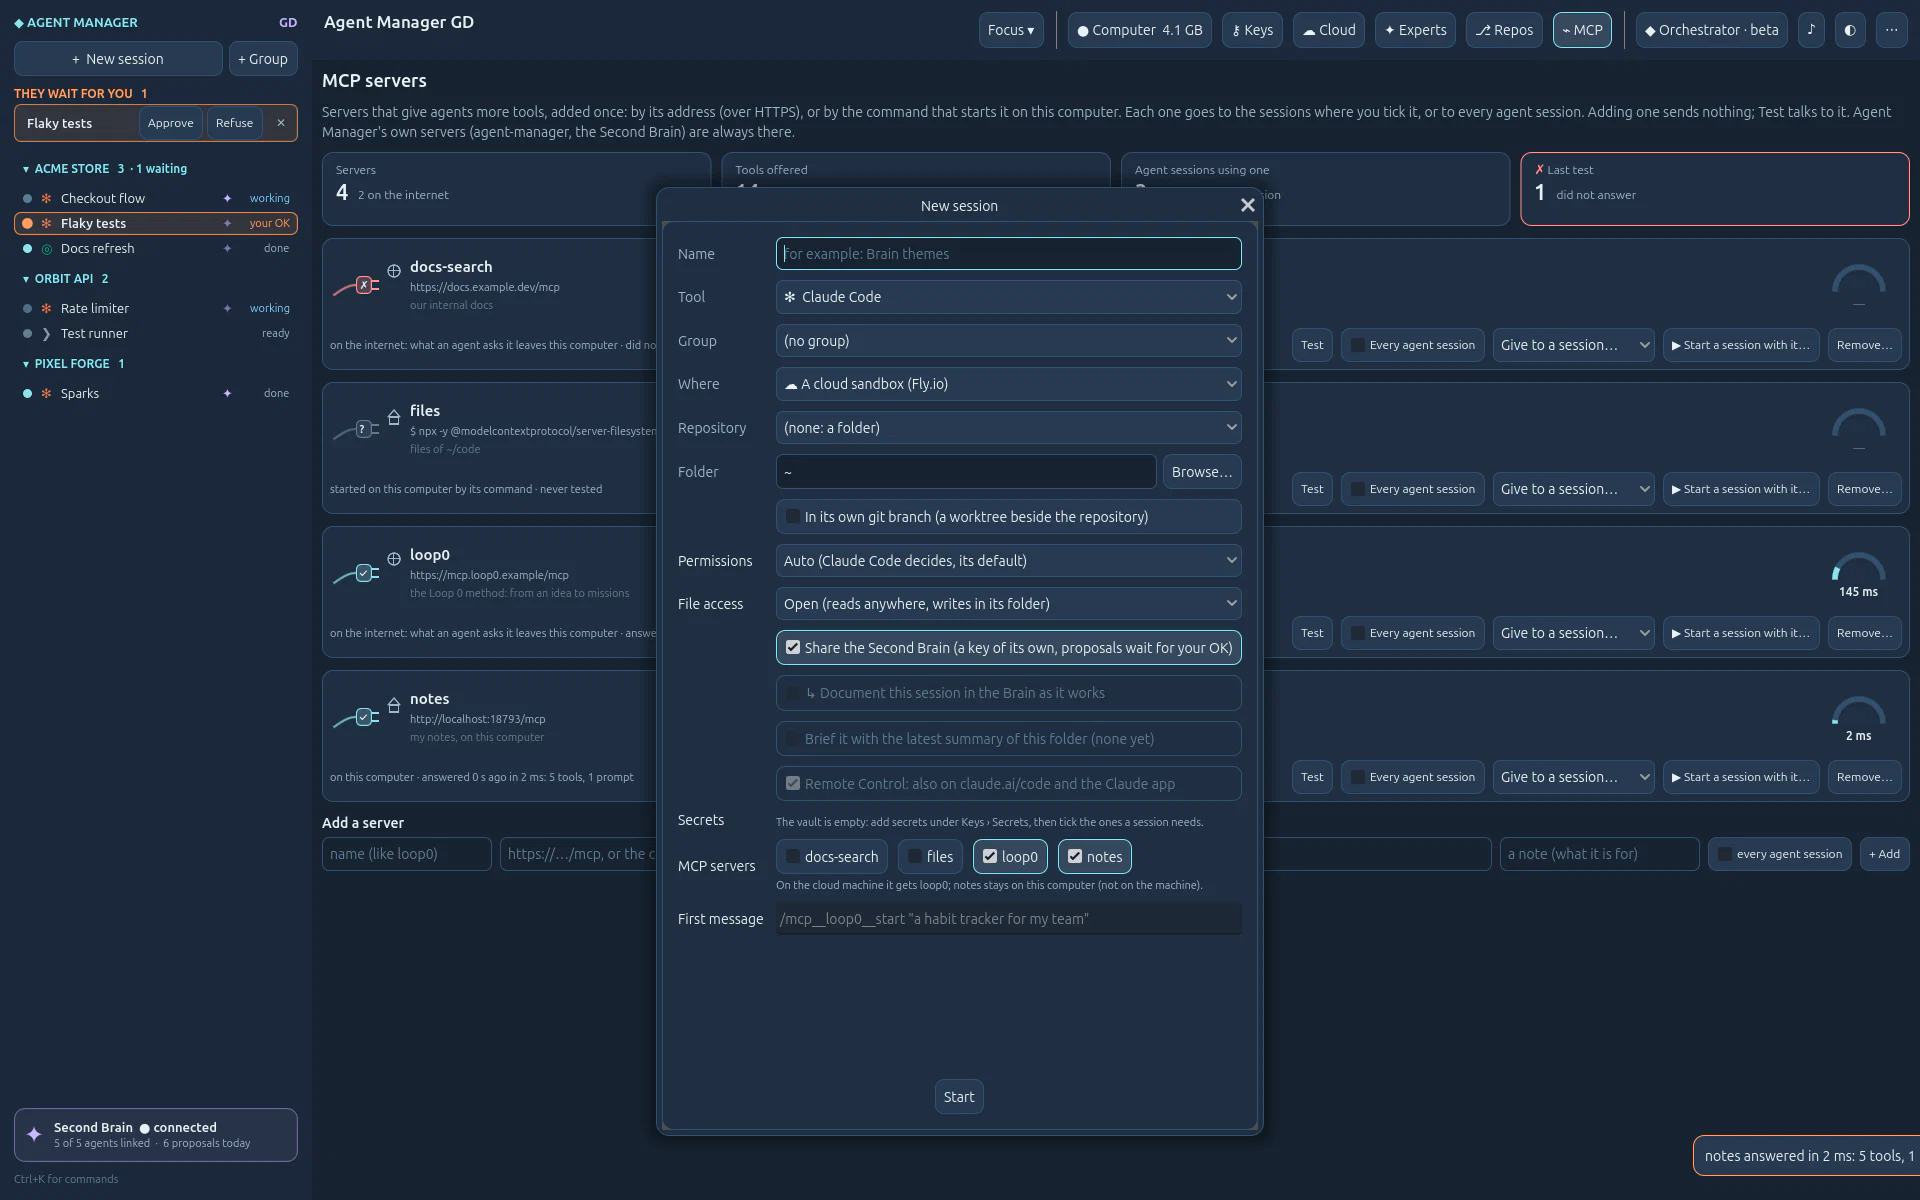 AGENT MANAGER
GD
+ New session
+ Group
THEY WAIT FOR YOU 1
Flaky tests
Approve
Refuse
×
▾ ACME STORE 3 · 1 waiting
Checkout flow
working
Flaky tests
your OK
Docs refresh
done
▾ ORBIT API 2
Rate limiter
working
Test runner
ready
▾ PIXEL FORGE 1
Sparks
done
Second Brain ● connected
5 of 5 agents linked · 6 proposals today
Ctrl+K for commands
Agent Manager GD
Focus ▾
Computer 4.1 GB
Keys
Cloud
Experts
Repos
MCP
Orchestrator · beta
MCP servers
Servers that give agents more tools, added once: by its address (over HTTPS), or by the command that starts it on this computer. Each one goes to the sessions where you tick it, or to every agent session. Adding one sends nothing; Test talks to it. Agent
Manager's own servers (agent-manager, the Second Brain) are always there.
Servers
4 2 on the internet
Tools offered
Agent sessions using one
✗ Last test
1 did not answer
docs-search
https://docs.example.dev/mcp
our internal docs
on the internet: what an agent asks it leaves this computer · did no
Test
Every agent session
Give to a session…
▶ Start a session with it…
Remove…
files
$ npx -y @modelcontextprotocol/server-filesystem
files of ~/code
started on this computer by its command · never tested
Test
Every agent session
Give to a session…
▶ Start a session with it…
Remove…
loop0
https://mcp.loop0.example/mcp
the Loop 0 method: from an idea to missions
145 ms
on the internet: what an agent asks it leaves this computer · answe
Test
Every agent session
Give to a session…
▶ Start a session with it…
Remove…
notes
http://localhost:18793/mcp
my notes, on this computer
2 ms
on this computer · answered 0 s ago in 2 ms: 5 tools, 1 prompt
Test
Every agent session
Give to a session…
▶ Start a session with it…
Remove…
Add a server
name (like loop0)
https://…/mcp, or the c
a note (what it is for)
every agent session
+ Add
New session
Name
for example: Brain themes
Tool
Claude Code
Group
(no group)
Where
A cloud sandbox (Fly.io)
Repository
(none: a folder)
Folder
~
Browse…
In its own git branch (a worktree beside the repository)
Permissions
Auto (Claude Code decides, its default)
File access
Open (reads anywhere, writes in its folder)
Share the Second Brain (a key of its own, proposals wait for your OK)
↳ Document this session in the Brain as it works
Brief it with the latest summary of this folder (none yet)
Remote Control: also on claude.ai/code and the Claude app
Secrets
The vault is empty: add secrets under Keys › Secrets, then tick the ones a session needs.
MCP servers
docs-search
files
loop0
notes
On the cloud machine it gets loop0; notes stays on this computer (not on the machine).
First message
/mcp__loop0__start "a habit tracker for my team"
Start
notes answered in 2 ms: 5 tools, 1